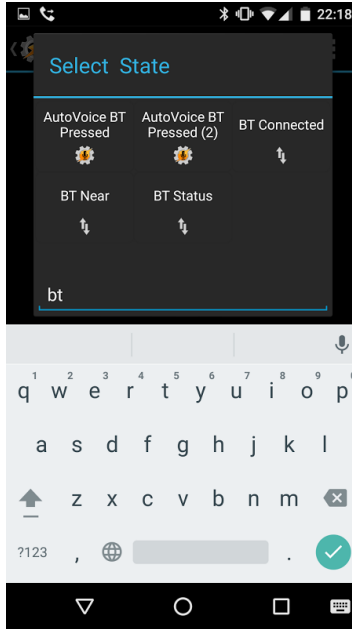 22:18
Select State
AutoVoice BT
Pressed
AutoVoice BT
Pressed (2)
BT Connected
BT Near
BT Status
bt
1 2 3 4 5 6 7 8 9
q w e r t y u i o p
a s d f g h j k l
z x c v b n m
?123 , .